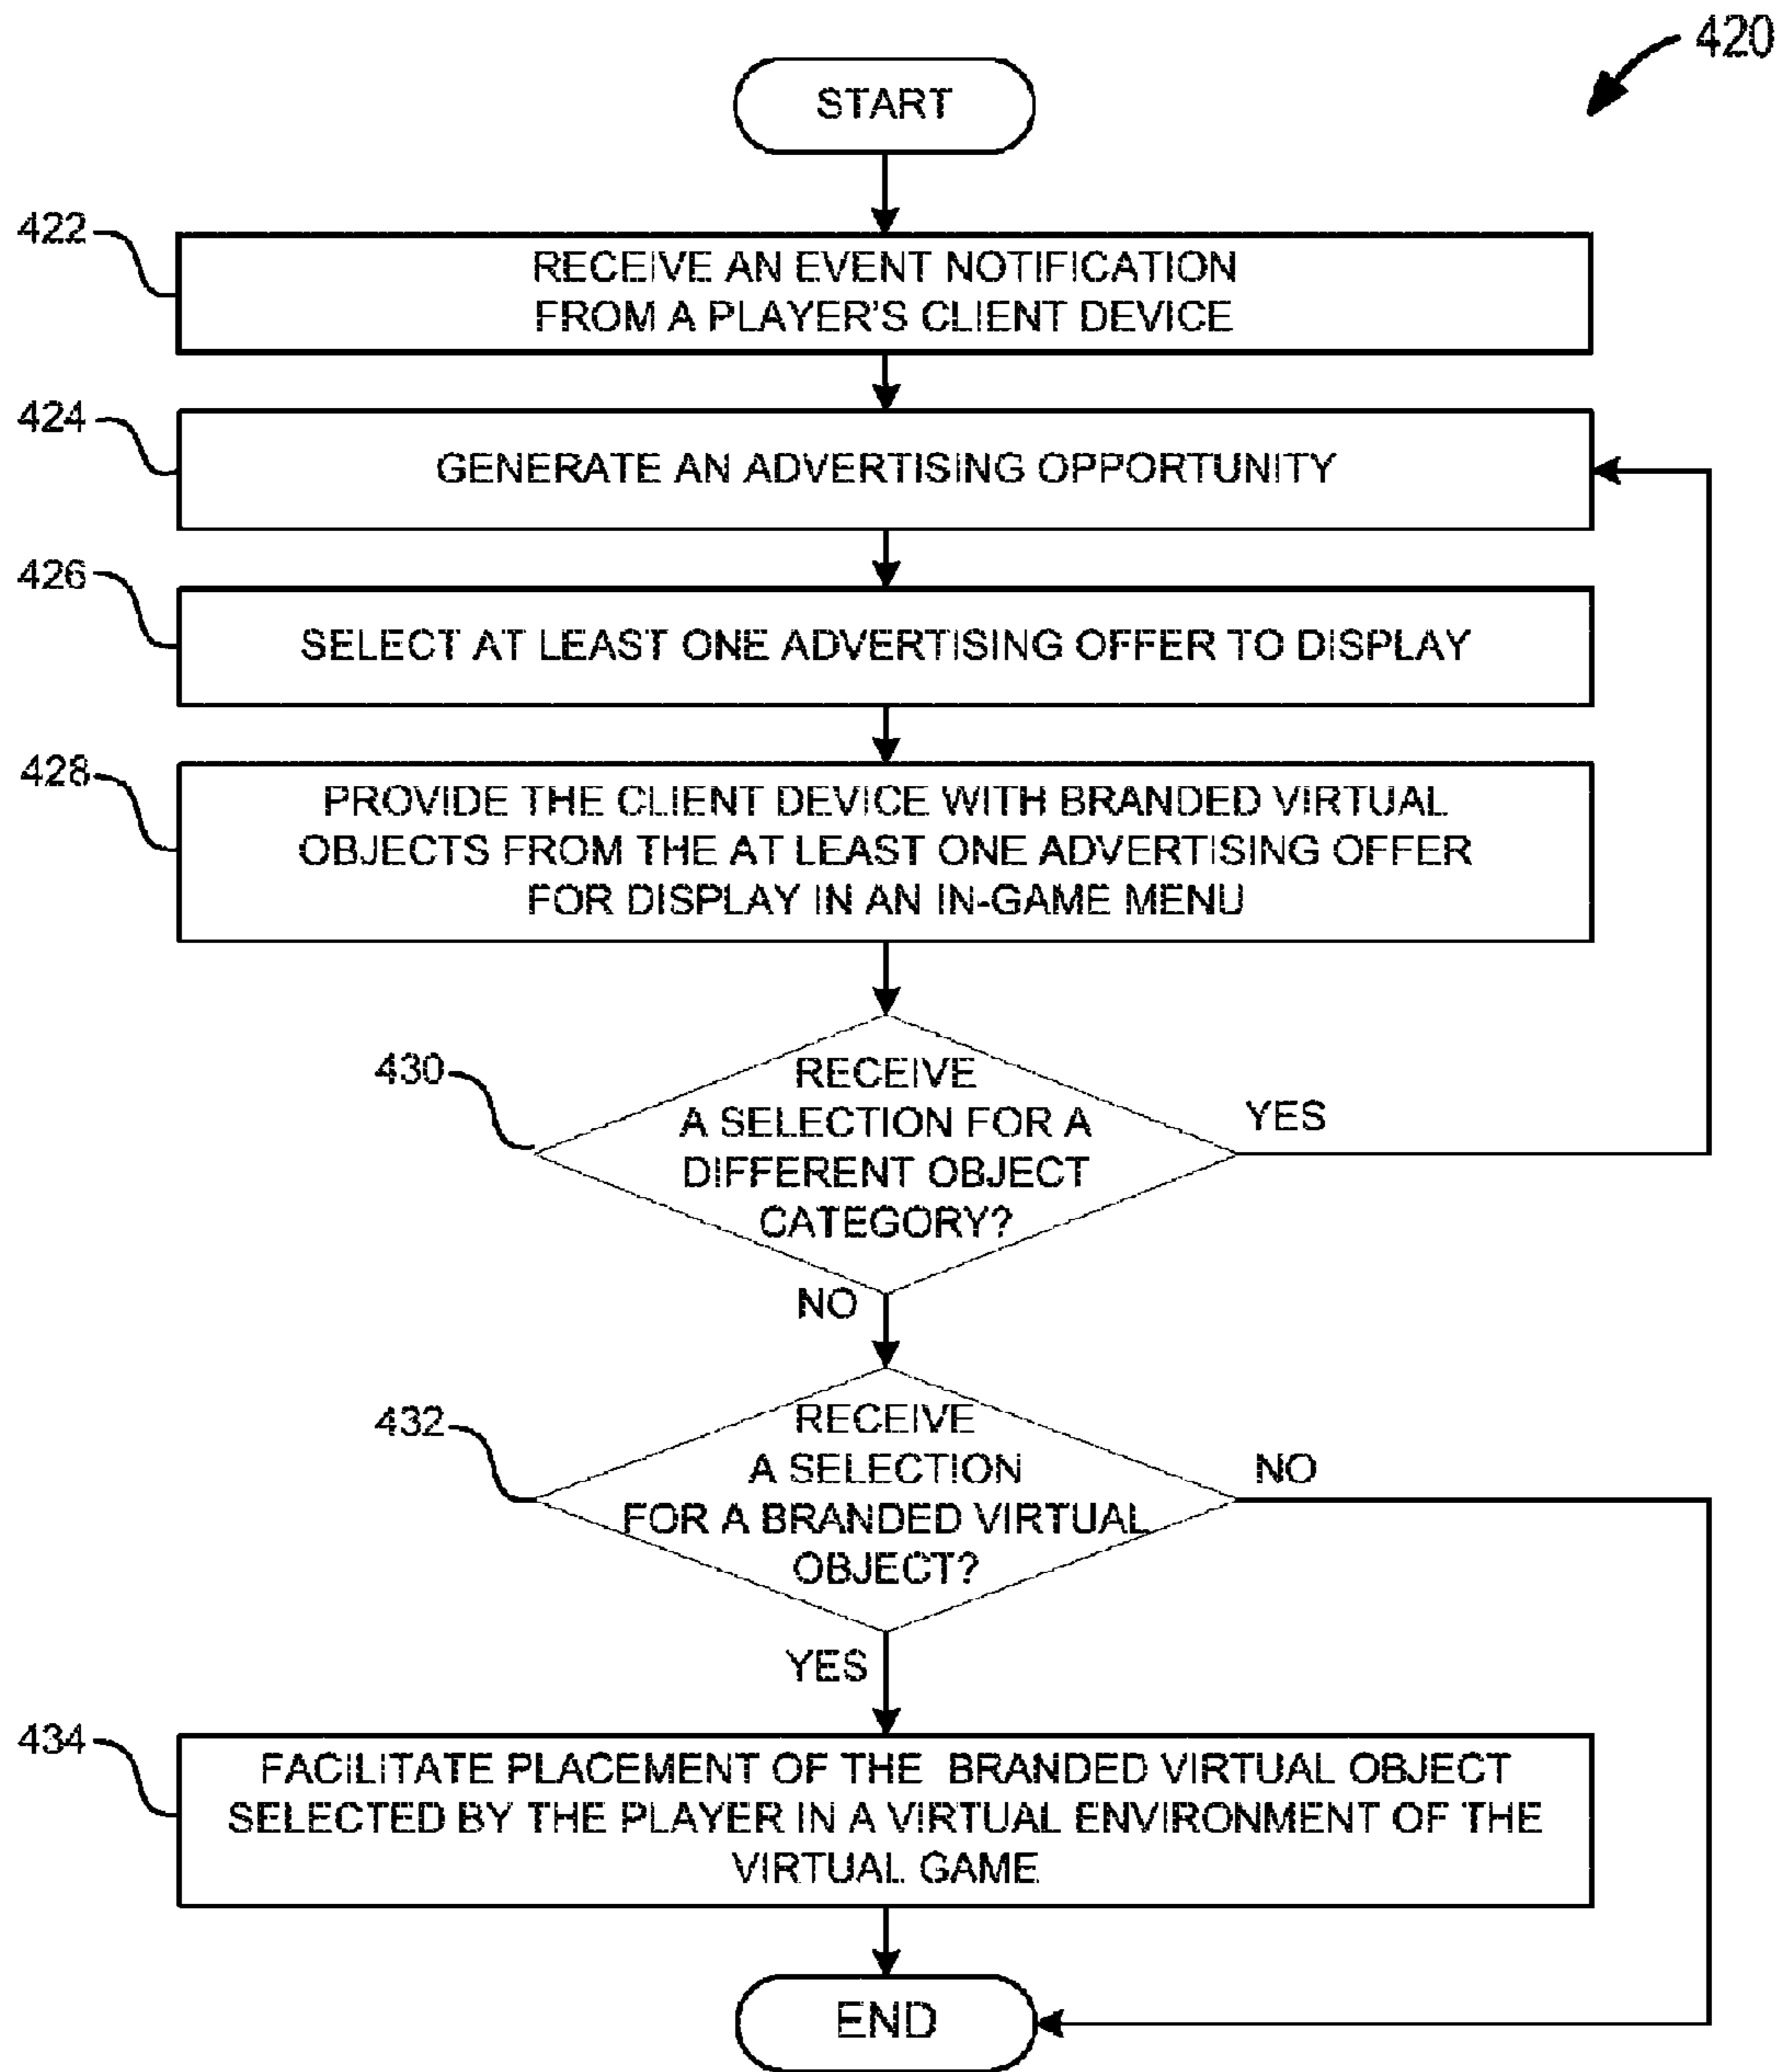 420
START
422
RECEIVE AN EVENT NOTIFICATION
FROM A PLAYER'S CLIENT DEVICE
424
GENERATE AN ADVERTISING OPPORTUNITY
426
SELECT AT LEAST ONE ADVERTISING OFFER TO DISPLAY
428
PROVIDE THE CLIENT DEVICE WITH BRANDED VIRTUAL
OBJECTS FROM THE AT LEAST ONE ADVERTISING OFFER
FOR DISPLAY IN AN IN-GAME MENU
430
RECEIVE
A SELECTION FOR A
DIFFERENT OBJECT
CATEGORY?
YES
NO
432
RECEIVE
A SELECTION
FOR A BRANDED VIRTUAL
OBJECT?
NO
YES
434
FACILITATE PLACEMENT OF THE BRANDED VIRTUAL OBJECT
SELECTED BY THE PLAYER IN A VIRTUAL ENVIRONMENT OF THE
VIRTUAL GAME
END